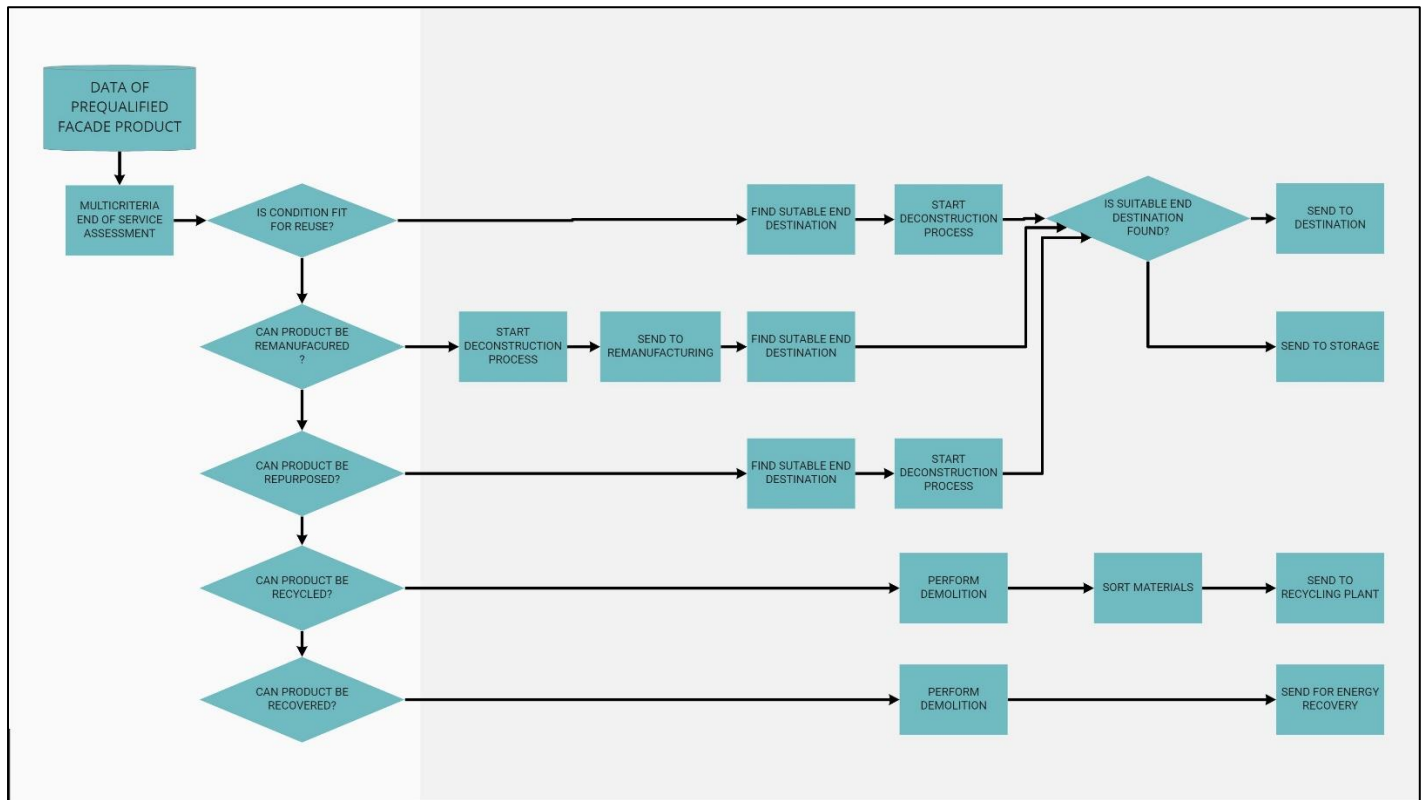 DATA OF
PREQUALIFIED
FACADE PRODUCT
MULTICRITERIA
END OF SERVICE
ASSESSMENT
IS CONDITION FIT
FOR REUSE?
FIND SUTABLE END
DESTINATION
START
DECONSTRUCTION
PROCESS
IS SUITABLE END
DESTINATION
FOUND?
SEND TO
DESTINATION
CAN PRODUCT BE
REMANUFACURED
?
START
DECONSTRUCTION
PROCESS
SEND TO
REMANUFACTURING
FIND SUTABLE END
DESTINATION
SEND TO STORAGE
CAN PRODUCT BE
REPURPOSED?
FIND SUTABLE END
DESTINATION
START
DECONSTRUCTION
PROCESS
CAN PRODUCT BE
RECYCLED?
PERFORM
DEMOLITION
SORT MATERIALS
SEND TO
RECYCLING PLANT
CAN PRODUCT BE
RECOVERED?
PERFORM
DEMOLITION
SEND FOR ENERGY
RECOVERY